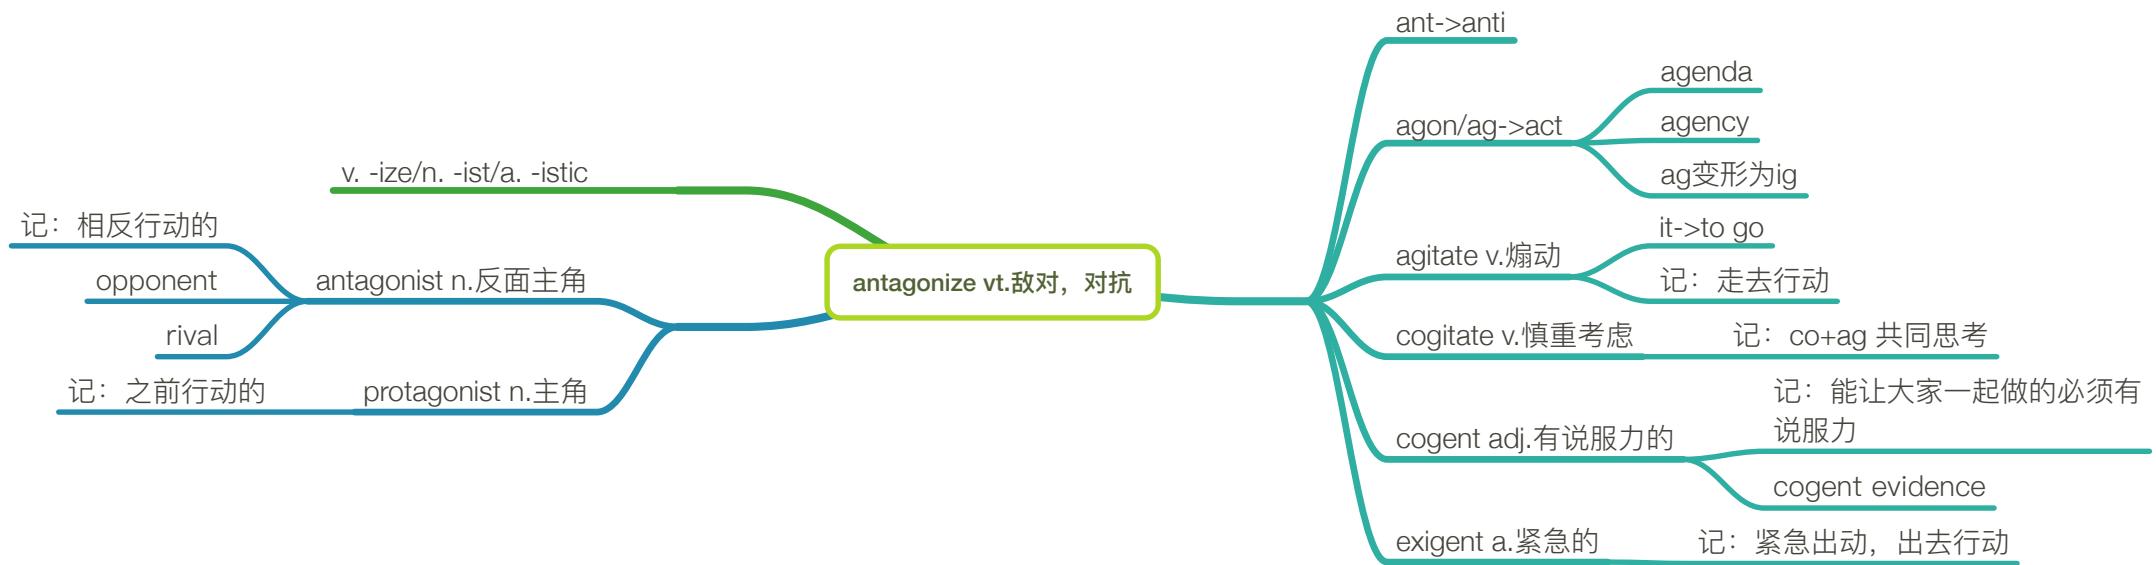 antagonize vt.敌对，对抗
ant->anti
agon/ag->act
agenda
agency
ag变形为ig
agitate v.煽动
it->to go
记：走去行动
cogitate v.慎重考虑
记：co+ag 共同思考
cogent adj.有说服力的
记：能让大家一起做的必须有
说服力
cogent evidence
exigent a.紧急的
记：紧急出动，出去行动
v. -ize/n. -ist/a. -istic
antagonist n.反面主角
记：相反行动的
opponent
rival
protagonist n.主角
记：之前行动的